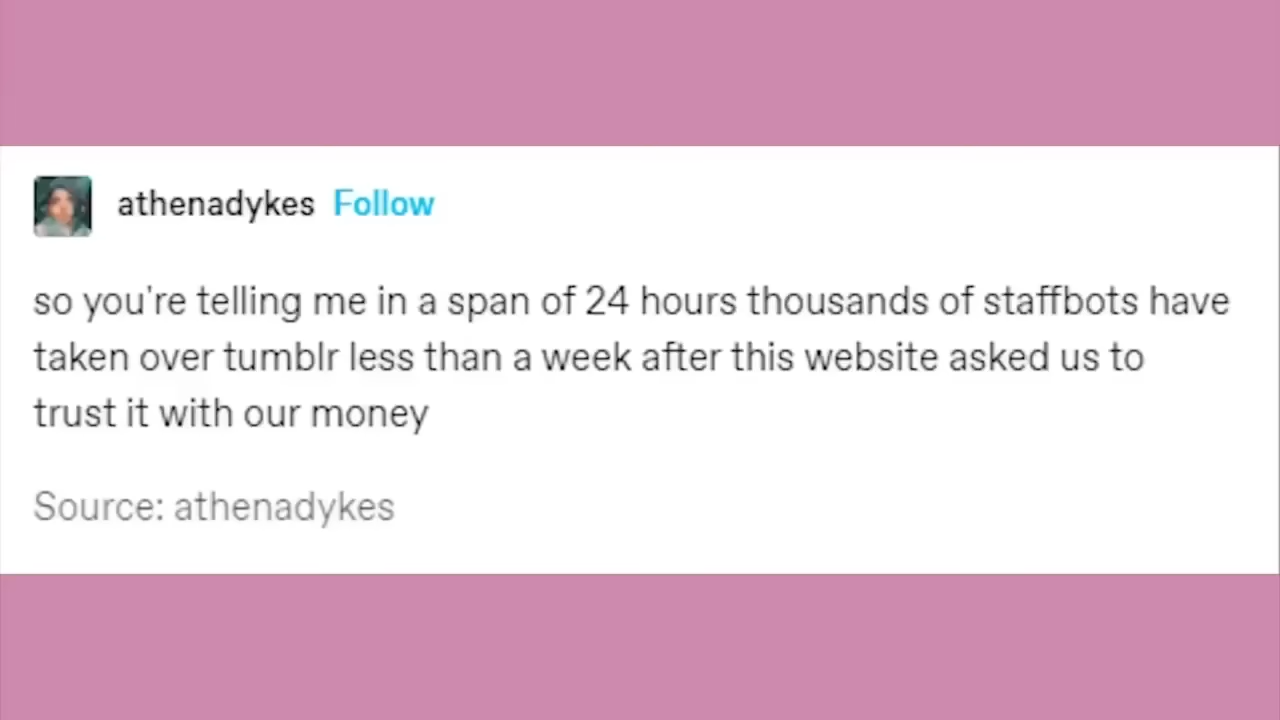 athenadykes Follow
so you're telling me in a span of 24 hours thousands of staffbots have
taken over tumblr less than a week after this website asked us to
trust it with our money
Source: athenadykes